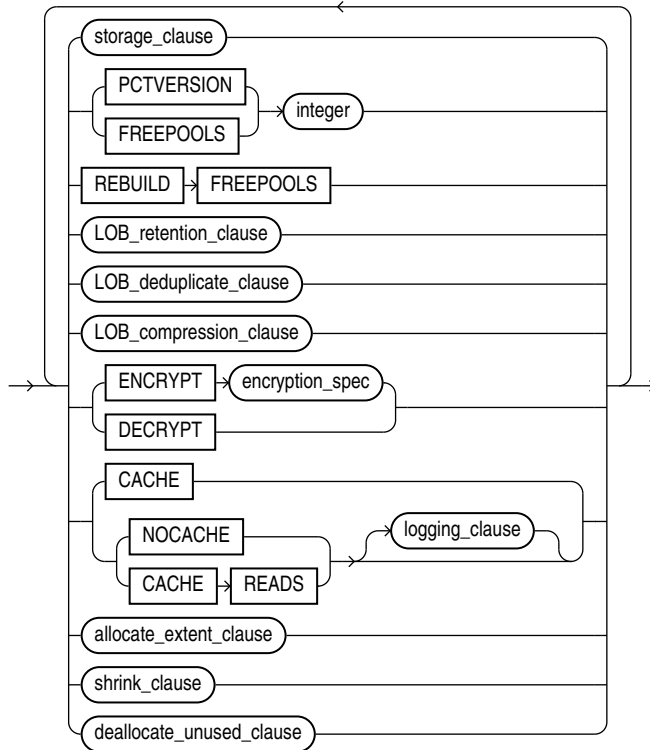 storage_clause
PCTVERSION
FREEPOOLS
integer
REBUILD FREEPOOLS
LOB_retention_clause
LOB_deduplicate_clause
LOB_compression_clause
ENCRYPT encryption_spec
DECRYPT
CACHE
NOCACHE
CACHE READS
logging_clause
allocate_extent_clause
shrink_clause
deallocate_unused_clause